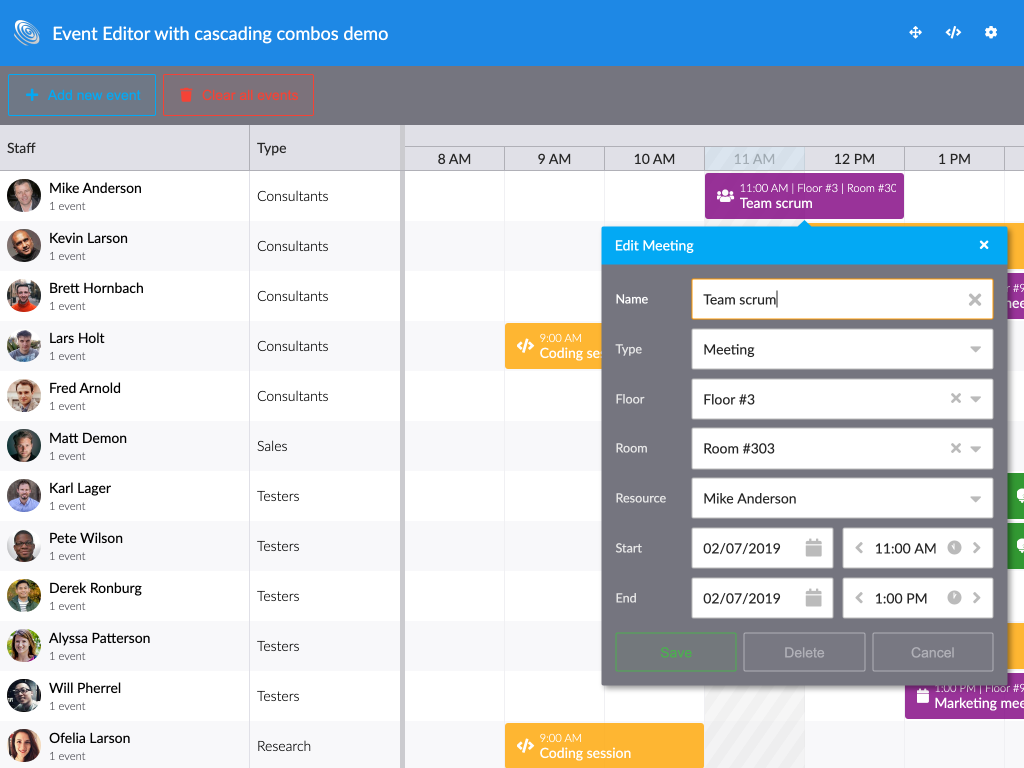 Event Editor with cascading combos demo
Add new event
Clear all events
Staff
Type
8 AM
9 AM
10 AM
11 AM
12 PM
1 PM
Mike Anderson
1 event
Consultants
11:00 AM | Floor #3 | Room #30
Team scrum
Kevin Larson
1 event
Consultants
Brett Hornbach
1 event
Consultants
Lars Holt
1 event
Consultants
9:00 AM
Coding se
Fred Arnold
1 event
Consultants
Matt Demon
1 event
Sales
Karl Lager
1 event
Testers
Pete Wilson
1 event
Testers
Derek Ronburg
1 event
Testers
Alyssa Patterson
1 event
Testers
Will Pherrel
1 event
Testers
1:00 PM | Floor #9
Marketing mee
Ofelia Larson
1 event
Research
9:00 AM
Coding session
Edit Meeting
Name
Team scrum
Type
Meeting
Floor
Floor #3
Room
Room #303
Resource
Mike Anderson
Start
02/07/2019
11:00 AM
End
02/07/2019
1:00 PM
Save
Delete
Cancel